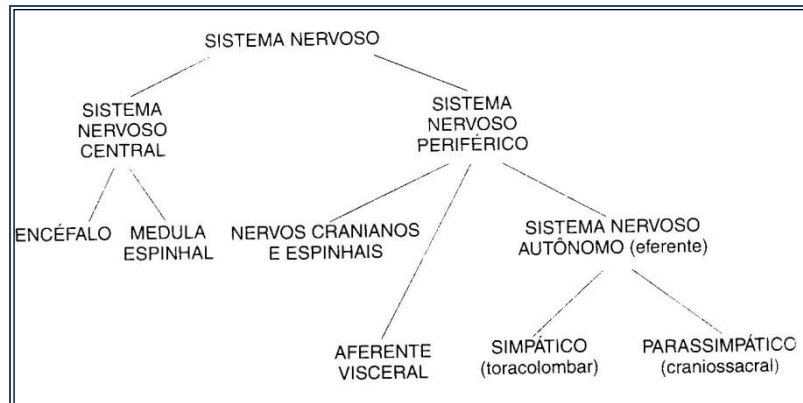 SISTEMA NERVOSO
SISTEMA
NERVOSO
CENTRAL
SISTEMA
NERVOSO
PERIFÉRICO
ENCÉFALO
MEDULA
ESPINHAL
NERVOS CRANIANOS
E ESPINHAIS
SISTEMA NERVOSO
AUTÔNOMO (eferente)
AFERENTE
VISCERAL
SIMPÁTICO
(toracolombar)
PARASSIMPÁTICO
(craniossacral)